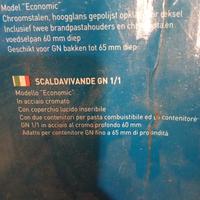 Model "Economic"
Chroomstalen, hoogglans gepolijst opklapbaar deksel
Inclusief twee brandpastahouders en chroomstalen
voedselpan 60 mm diep
Geschikt voor GN bakken tot 65 mm diep
SCALDAVIVANDE GN 1/1
Modello "Economic"
In acciaio cromato
Con coperchio lucido inseribile
Con due contenitori per pasta combustibile ed un contenitore
GN 1/1 in acciaio al cromo profondo 60 mm
Adatto per contenitore GN fino a 65 mm di profondità